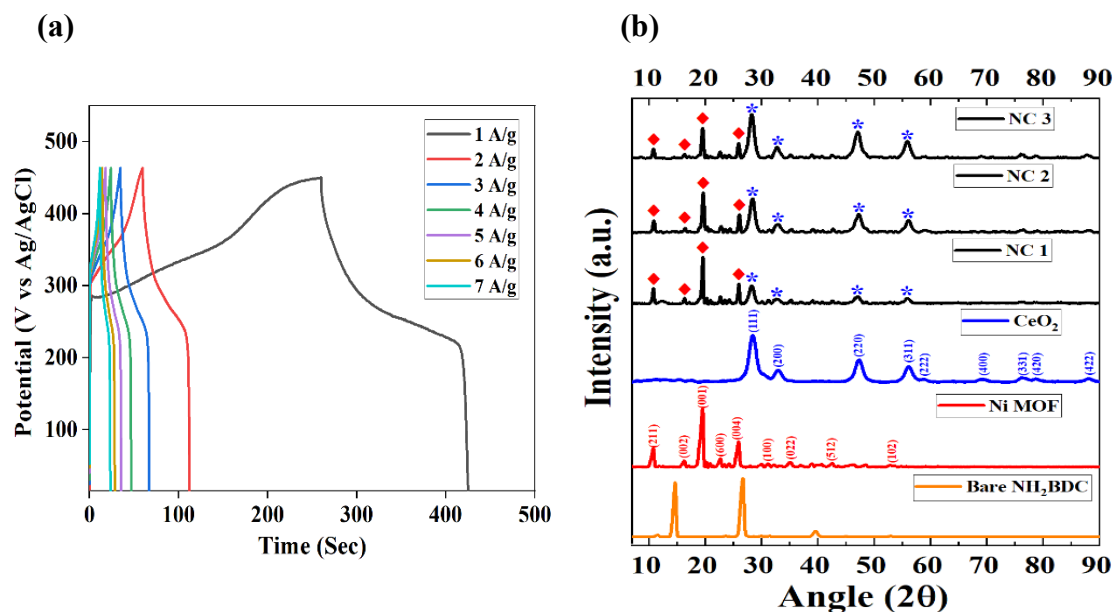 (a)
500
400
300
200
100
0
100
200
300
400
500
Potential (V vs Ag/AgCl)
Time (Sec)
1 A/g
2 A/g
3 A/g
4 A/g
5 A/g
6 A/g
7 A/g
(b)
10 20 30 40 50 60 70 80 90
NC 3
NC 2
NC 1
CeO₂
(111)
(200)
(220)
(311)
(222)
(400)
(331)
(420)
(422)
Ni MOF
(211)
(002)
(001)
(600)
(004)
(100)
(022)
(512)
(102)
Bare NH₂BDC
Intensity (a.u.)
10 20 30 40 50 60 70 80 90
Angle (2θ)